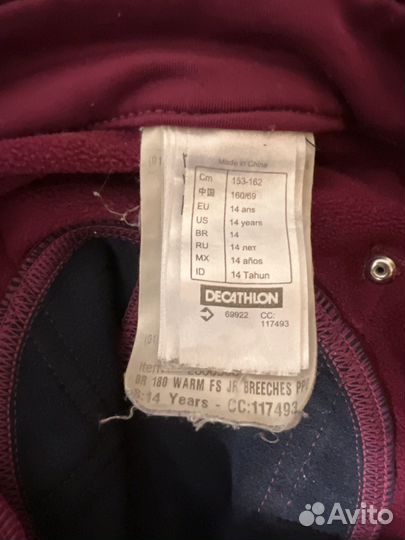 Made in China
Cm 153-162
中国 160/69
EU 14 ans
US 14 years
BR 14
RU 14 лет
MX 14 años
ID 14 Tahun
DECATHLON
69922 CC:
117493
Item
BR 180 WARM FS JR BREECHES
S:14 Years - CC:117493
Avito